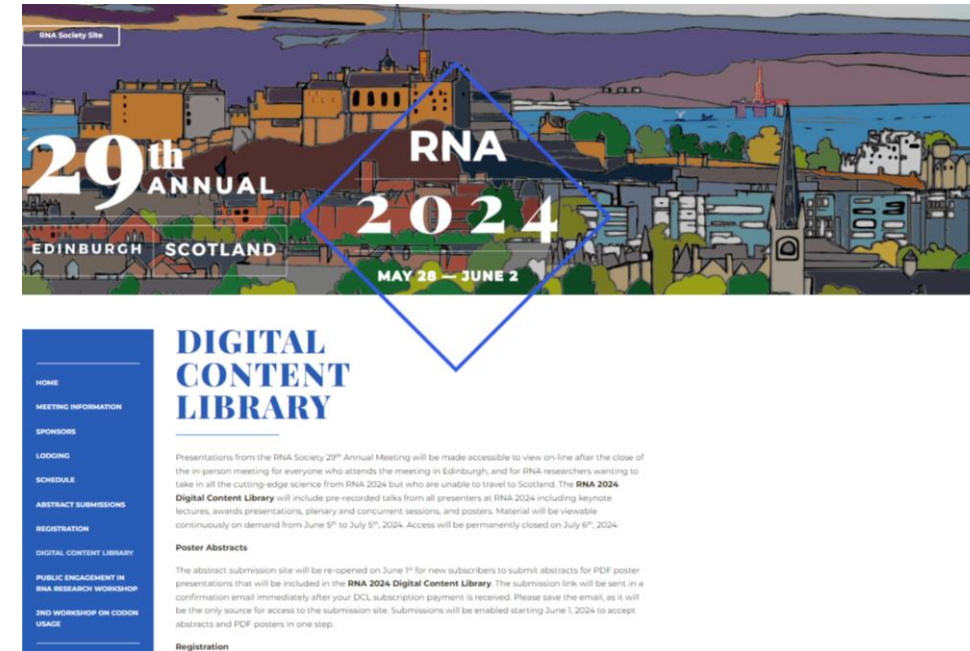 RNA Society Site
29th
ANNUAL
EDINBURGH SCOTLAND
RNA
2024
MAY 28 — JUNE 2
HOME
MEETING INFORMATION
SPONSORS
LODGING
SCHEDULE
ABSTRACT SUBMISSIONS
REGISTRATION
DIGITAL CONTENT LIBRARY
PUBLIC ENGAGEMENT IN
RNA RESEARCH WORKSHOP
2ND WORKSHOP ON CODON
USAGE
DIGITAL
CONTENT
LIBRARY
Presentations from the RNA Society 29th Annual Meeting will be made accessible to view on-line after the close of
the in-person meeting for everyone who attends the meeting in Edinburgh, and for RNA researchers wanting to
take in all the cutting-edge science from RNA 2024 but who are unable to travel to Scotland. The RNA 2024
Digital Content Library will include pre-recorded talks from all presenters at RNA 2024 including keynote
lectures, awards presentations, plenary and concurrent sessions, and posters. Material will be viewable
continuously on demand from June 5th to July 5th, 2024. Access will be permanently closed on July 6th, 2024.
Poster Abstracts
The abstract submission site will be re-opened on June 1st for new subscribers to submit abstracts for PDF poster
presentations that will be included in the RNA 2024 Digital Content Library. The submission link will be sent in a
confirmation email immediately after your DCL subscription payment is received. Please save the email, as it will
be the only source for access to the submission site. Submissions will be enabled starting June 1, 2024 to accept
abstracts and PDF posters in one step.
Registration